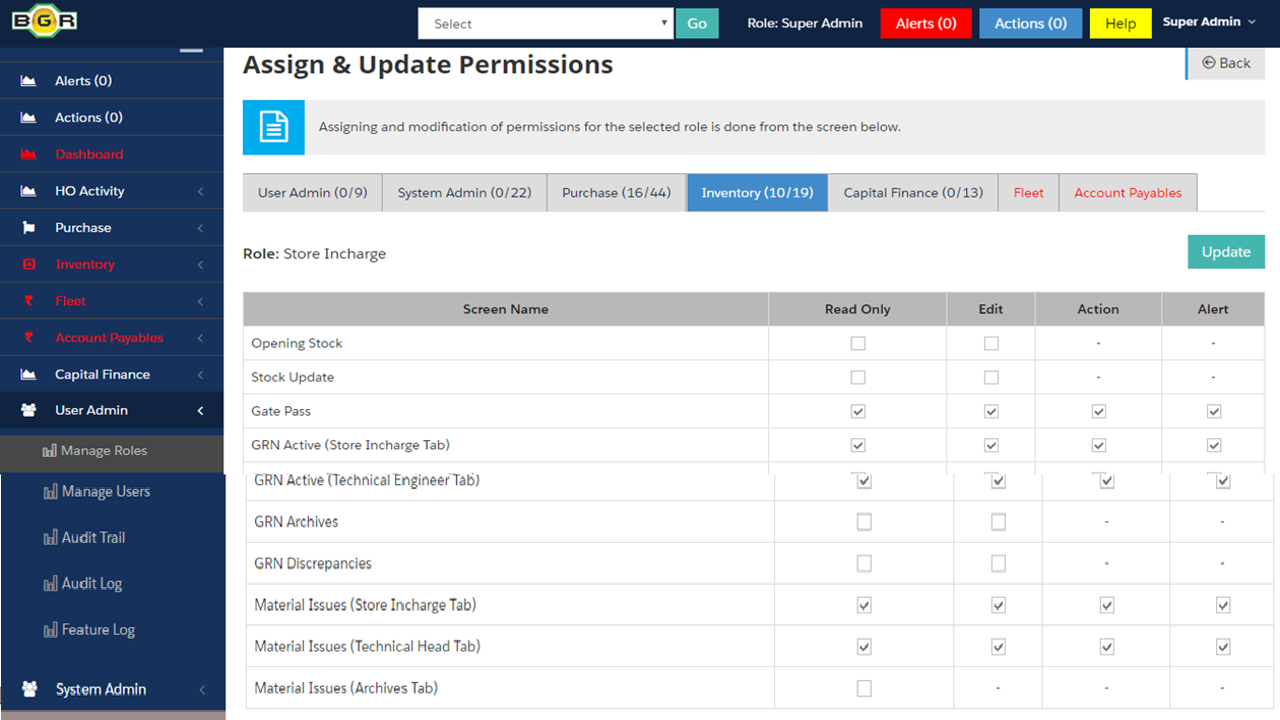 BGR
Select
Go
Role: Super Admin
Alerts (0)
Actions (0)
Help
Super Admin
Alerts (0)
Actions (0)
Dashboard
HO Activity
Purchase
Inventory
Fleet
Account Payables
Capital Finance
User Admin
Manage Roles
Manage Users
Audit Trail
Audit Log
Feature Log
System Admin
Assign & Update Permissions
Back
Assigning and modification of permissions for the selected role is done from the screen below.
User Admin (0/9) System Admin (0/22) Purchase (16/44) Inventory (10/19) Capital Finance (0/13) Fleet Account Payables
Role: Store Incharge
Update
Screen Name Read Only Edit Action Alert
Opening Stock - -
Stock Update - -
Gate Pass
GRN Active (Store Incharge Tab)
GRN Active (Technical Engineer Tab)
GRN Archives - -
GRN Discrepancies - -
Material Issues (Store Incharge Tab)
Material Issues (Technical Head Tab)
Material Issues (Archives Tab) - - -